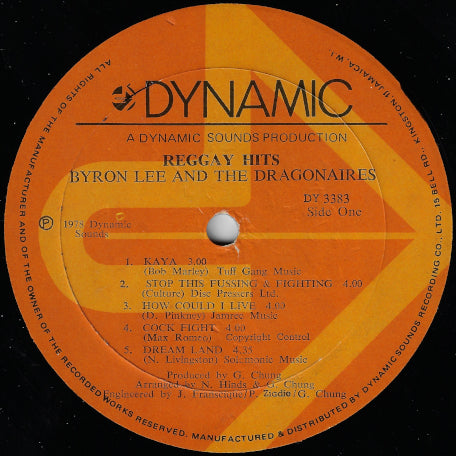 DYNAMIC
A DYNAMIC SOUNDS PRODUCTION
REGGAY HITS
BYRON LEE AND THE DRAGONAIRES
DY 3383
Side One
P 1978 Dynamic
Sounds
1. KAYA 3.00
(Bob Murley) Tuff Gang Music
2. STOP THIS FUSSING & FIGHTING 4.00
(Culture) Disc Pressers Ltd.
3. HOW COULD I LIVE 4.00
(D. Pinkney) Jamrec Music
4. COCK FIGHT 4.00
(Max Romeo) Copyright Control
5. DREAM LAND 4.35
(N. Livingston) Solomonic Music
Produced by G. Chung
Arranged by N. Hinds & G. Chung
Engineered by J. Transcique/P. Ziadie/G. Chung
ALL RIGHTS OF THE MANUFACTURER AND OF THE OWNER OF THE RECORDED WORKS RESERVED. MANUFACTURED & DISTRIBUTED BY DYNAMIC SOUNDS RECORDING CO. LTD., 15 BELL RD., KINGSTON 11 JAMAICA, W.I.